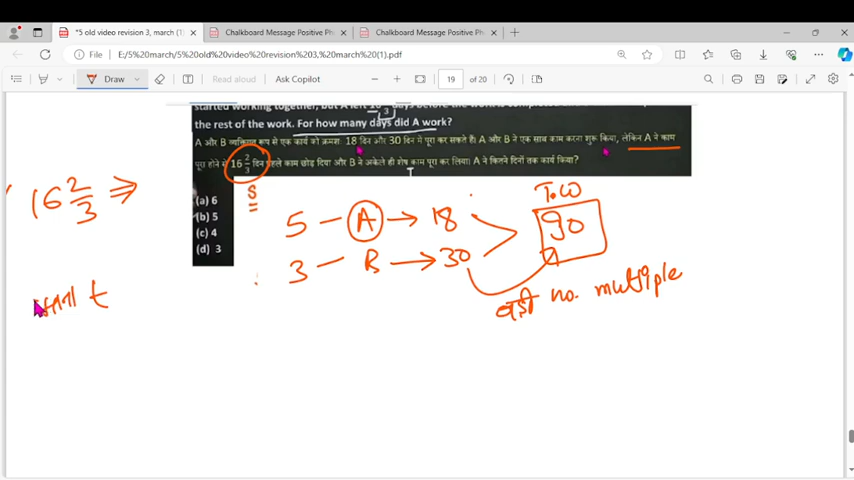 *5 old video revision 3, march (1)
Chalkboard Message Positive Ph
Chalkboard Message Positive Ph
File
E:/5%20march/5%20old%20video%20revision%203,%20march%20(1).pdf
Draw
Read aloud
Ask Copilot
19
of 20
the rest of the work. For how many days did A work?
A और B व्यक्तिगत रूप से एक कार्य को क्रमशः 18 दिन और 30 दिन में पूरा कर सकते हैं। A और B ने एक साथ काम करना शुरू किया, लेकिन A ने काम
पूरा होने से 16 2/3 दिन पहले काम छोड़ दिया और B ने अकेले ही शेष काम पूरा कर लिया। A ने कितने दिनों तक कार्य किया?
(a) 6
(b) 5
(c) 4
(d) 3
16 2/3 ⇒
5 — A → 18
3 — B → 30
T.W
90
no. multiple